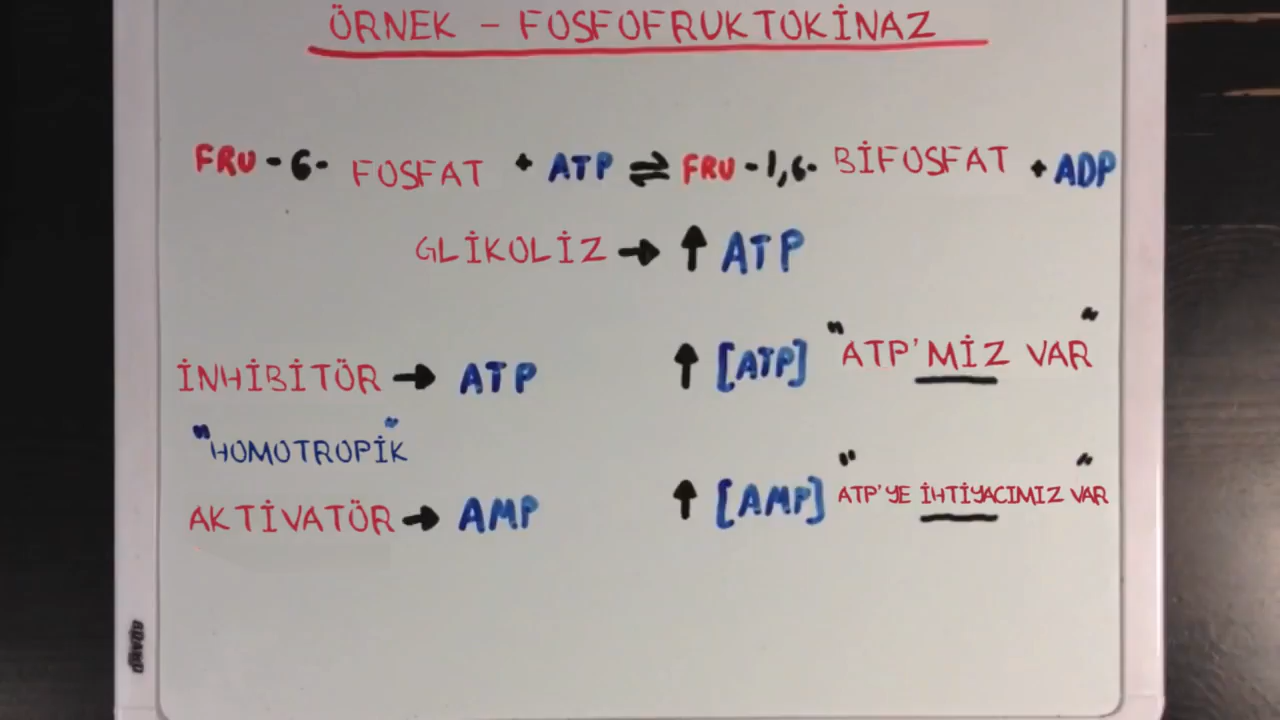 ÖRNEK - FOSFOFRUKTOKİNAZ
FRU-6- FOSFAT + ATP ⇌ FRU-1,6- BİFOSFAT + ADP
GLİKOLİZ → ↑ ATP
İNHİBİTÖR → ATP ↑ [ATP] "ATP'MİZ VAR"
"HOMOTROPİK"
AKTİVATÖR → AMP ↑ [AMP] "ATP'YE İHTİYACIMIZ VAR"